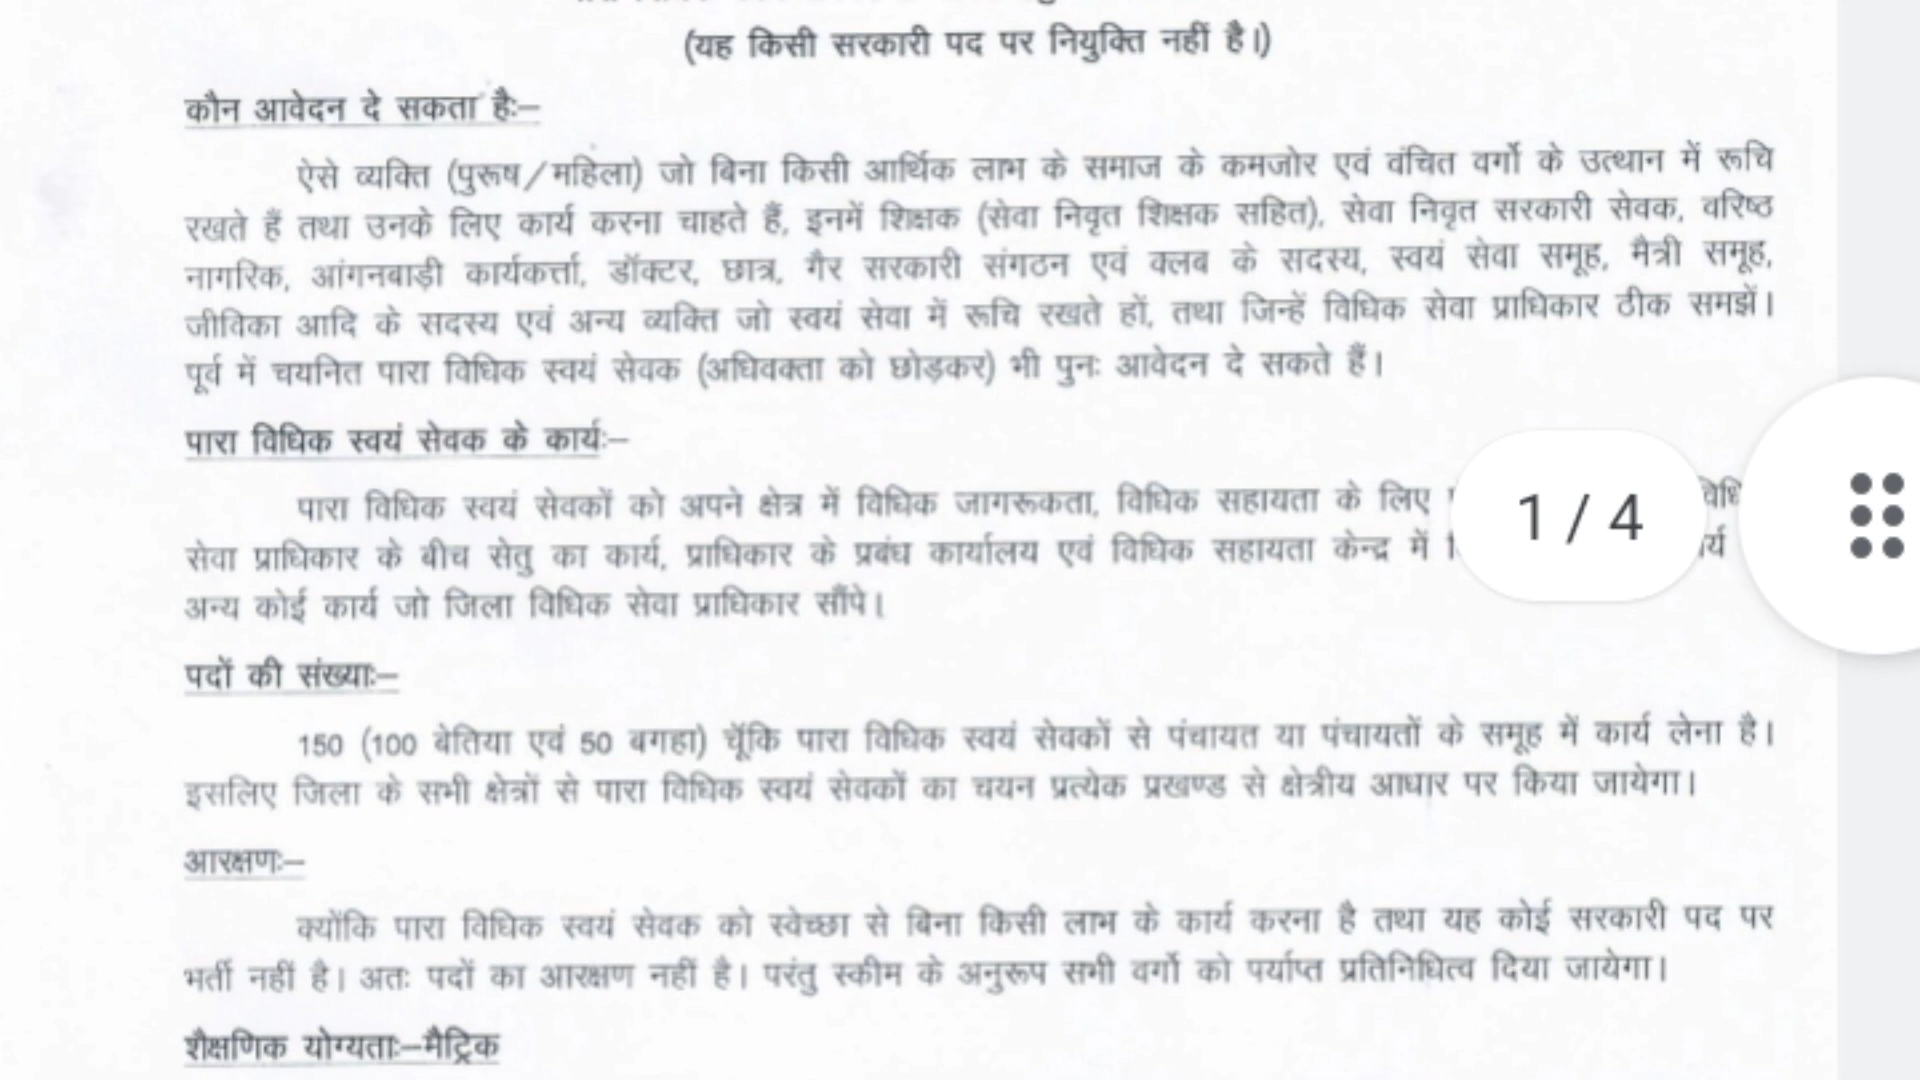 (यह किसी सरकारी पद पर नियुक्ति नहीं है।)
कौन आवेदन दे सकता है:–
ऐसे व्यक्ति (पुरूष/महिला) जो बिना किसी आर्थिक लाभ के समाज के कमजोर एवं वंचित वर्गो के उत्थान में रूचि
रखते हैं तथा उनके लिए कार्य करना चाहते हैं, इनमें शिक्षक (सेवा निवृत शिक्षक सहित), सेवा निवृत सरकारी सेवक, वरिष्ठ
नागरिक, आंगनबाड़ी कार्यकर्त्ता, डॉक्टर, छात्र, गैर सरकारी संगठन एवं क्लब के सदस्य, स्वयं सेवा समूह, मैत्री समूह,
जीविका आदि के सदस्य एवं अन्य व्यक्ति जो स्वयं सेवा में रूचि रखते हों, तथा जिन्हें विधिक सेवा प्राधिकार ठीक समझें।
पूर्व में चयनित पारा विधिक स्वयं सेवक (अधिवक्ता को छोड़कर) भी पुनः आवेदन दे सकते हैं।
पारा विधिक स्वयं सेवक के कार्य:–
पारा विधिक स्वयं सेवकों को अपने क्षेत्र में विधिक जागरूकता, विधिक सहायता के लिए
सेवा प्राधिकार के बीच सेतु का कार्य, प्राधिकार के प्रबंध कार्यालय एवं विधिक सहायता केन्द्र में
अन्य कोई कार्य जो जिला विधिक सेवा प्राधिकार सौंपे।
1 / 4
पदों की संख्या:–
150 (100 बेतिया एवं 50 बगहा) चूँकि पारा विधिक स्वयं सेवकों से पंचायत या पंचायतों के समूह में कार्य लेना है।
इसलिए जिला के सभी क्षेत्रों से पारा विधिक स्वयं सेवकों का चयन प्रत्येक प्रखण्ड से क्षेत्रीय आधार पर किया जायेगा।
आरक्षण:–
क्योंकि पारा विधिक स्वयं सेवक को स्वेच्छा से बिना किसी लाभ के कार्य करना है तथा यह कोई सरकारी पद पर
भर्ती नहीं है। अतः पदों का आरक्षण नहीं है। परंतु स्कीम के अनुरूप सभी वर्गो को पर्याप्त प्रतिनिधित्व दिया जायेगा।
शैक्षणिक योग्यता:–मैट्रिक